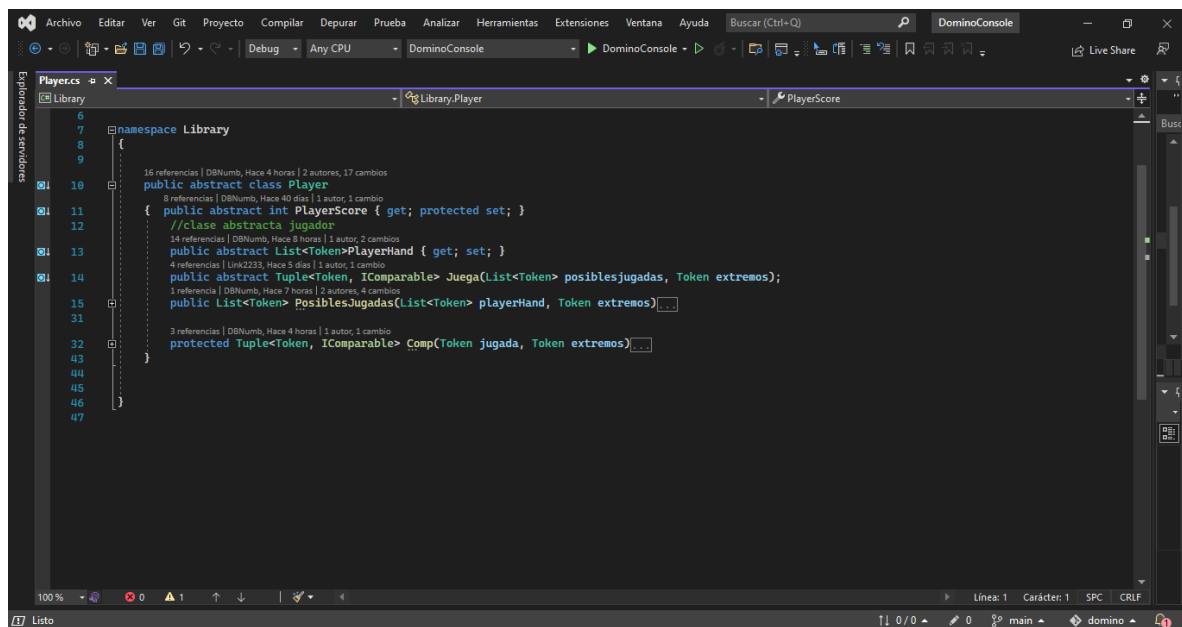 Archivo Editar Ver Git Proyecto Compilar Depurar Prueba Analizar Herramientas Extensiones Ventana Ayuda Buscar (Ctrl+Q) DominoConsole
Debug Any CPU DominoConsole DominoConsole Live Share
Explorador de servidores
Player.cs
Library Library.Player PlayerScore
6
7 namespace Library
8 {
9
16 referencias | DBNumb, Hace 4 horas | 2 autores, 17 cambios
10 public abstract class Player
8 referencias | DBNumb, Hace 40 días | 1 autor, 1 cambio
11 { public abstract int PlayerScore { get; protected set; }
12 //clase abstracta jugador
14 referencias | DBNumb, Hace 8 horas | 1 autor, 2 cambios
13 public abstract List<Token>PlayerHand { get; set; }
4 referencias | Link2233, Hace 5 días | 1 autor, 1 cambio
14 public abstract Tuple<Token, IComparable> Juega(List<Token> posiblesjugadas, Token extremos);
1 referencia | DBNumb, Hace 7 horas | 2 autores, 4 cambios
15 public List<Token> PosiblesJugadas(List<Token> playerHand, Token extremos)...
31
3 referencias | DBNumb, Hace 4 horas | 1 autor, 1 cambio
32 protected Tuple<Token, IComparable> Comp(Token jugada, Token extremos)...
43 }
44
45
46 }
47
Busc
100 % 0 1 Línea: 1 Carácter: 1 SPC CRLF
Listo 0 / 0 0 main domino 1